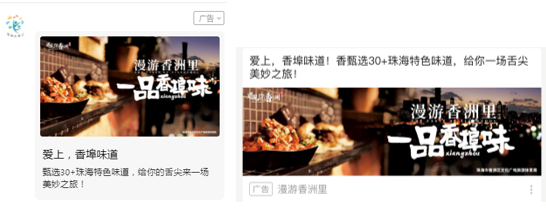 广告
漫游香洲里
一品香埠味
xiangzhou
爱上，香埠味道
甄选30+珠海特色味道，给你的舌尖来一场
美妙之旅！
爱上，香埠味道！香甄选30+珠海特色味道，给你一场舌尖
美妙之旅！
漫游香洲里
一品香埠味
xiangzhou
广告
漫游香洲里